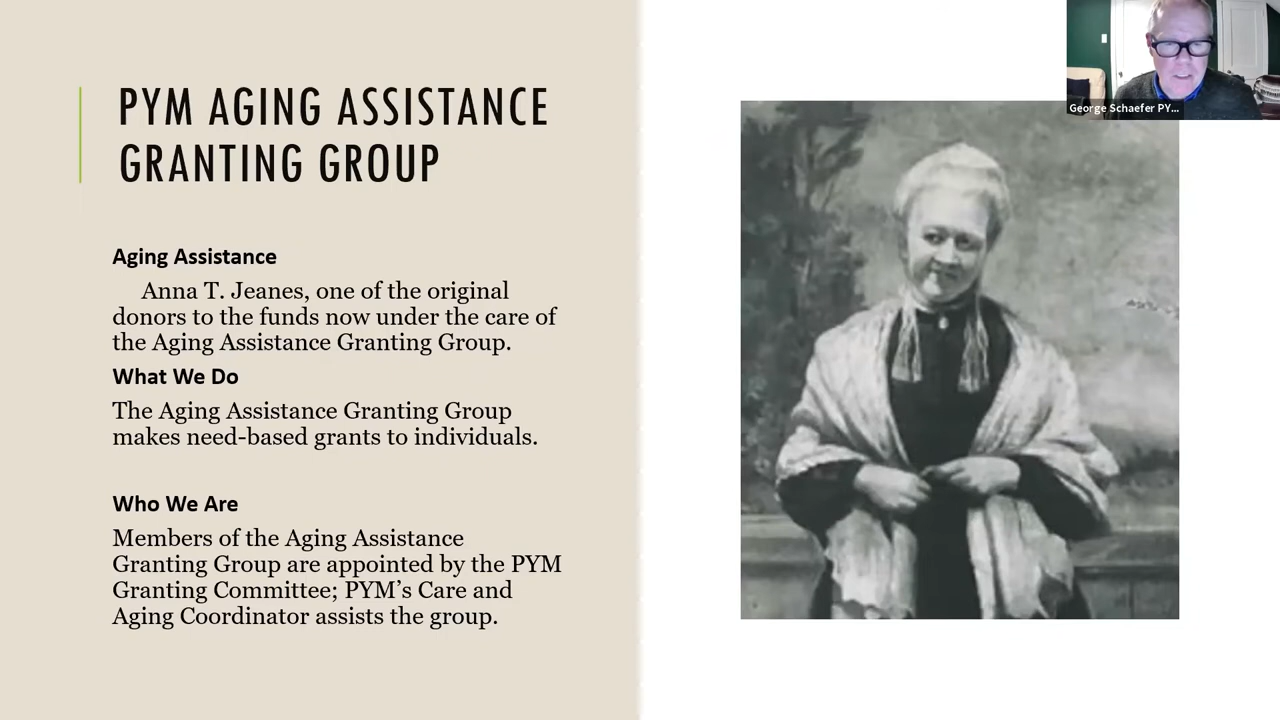 PYM AGING ASSISTANCE
GRANTING GROUP
Aging Assistance
Anna T. Jeanes, one of the original
donors to the funds now under the care of
the Aging Assistance Granting Group.
What We Do
The Aging Assistance Granting Group
makes need-based grants to individuals.
Who We Are
Members of the Aging Assistance
Granting Group are appointed by the PYM
Granting Committee; PYM’s Care and
Aging Coordinator assists the group.
George Schaefer PY...